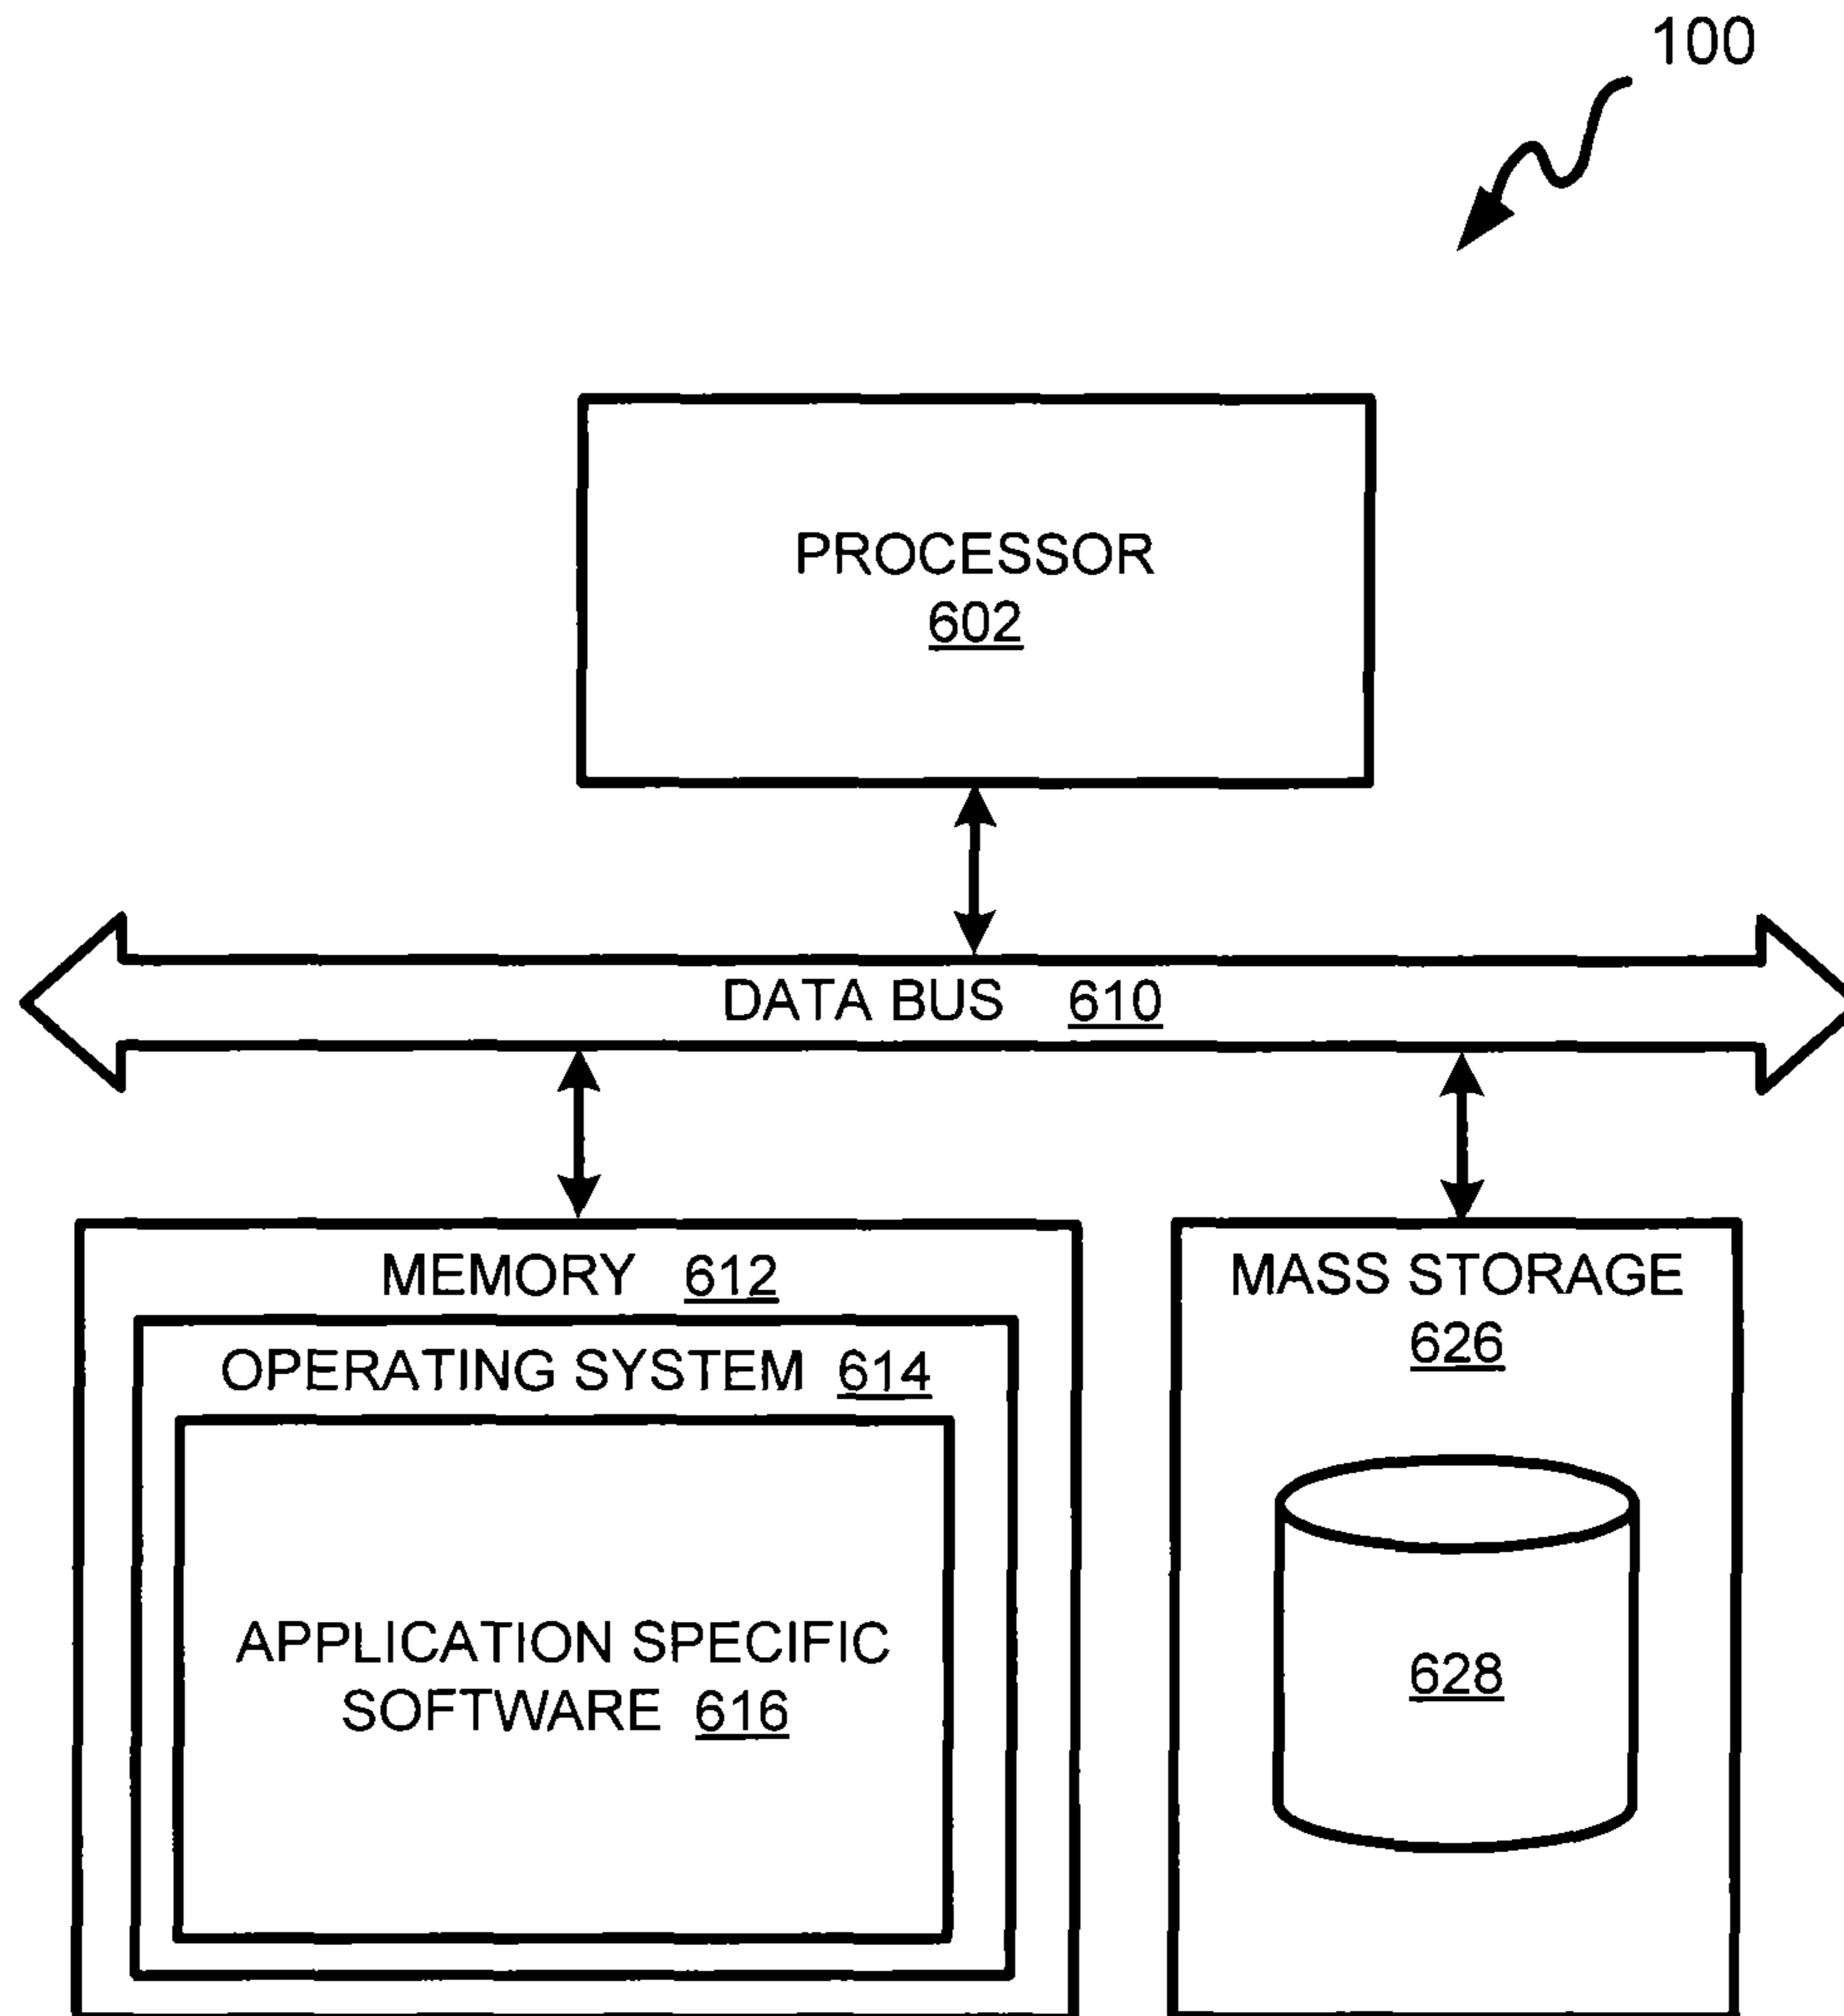 100
PROCESSOR
602
DATA BUS 610
MEMORY 612
OPERATING SYSTEM 614
APPLICATION SPECIFIC
SOFTWARE 616
MASS STORAGE
626
628